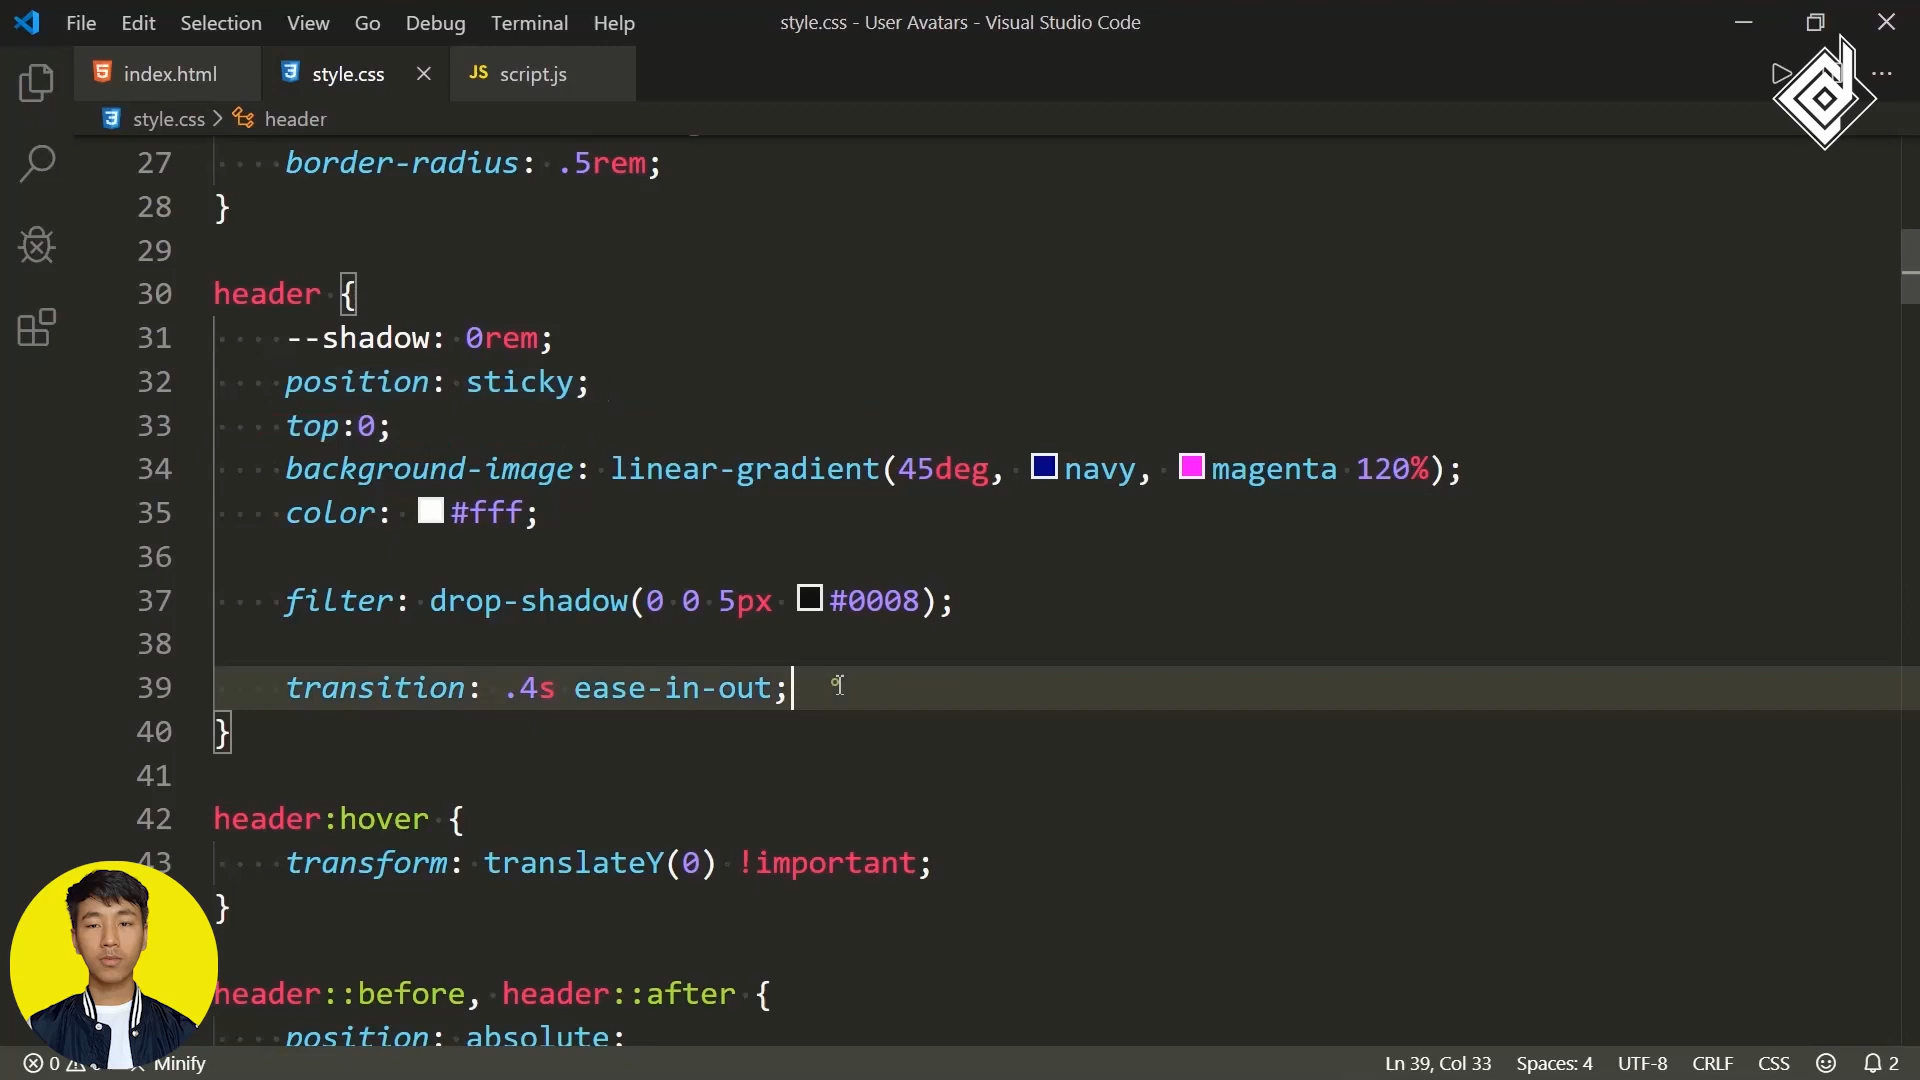 File Edit Selection View Go Debug Terminal Help style.css - User Avatars - Visual Studio Code
index.html style.css JS script.js
style.css > header
27 border-radius: .5rem;
28 }
29
30 header {
31 --shadow: 0rem;
32 position: sticky;
33 top:0;
34 background-image: linear-gradient(45deg, navy, magenta 120%);
35 color: #fff;
36
37 filter: drop-shadow(0 0 5px #0008);
38
39 transition: .4s ease-in-out;
40 }
41
42 header:hover {
43 transform: translateY(0) !important;
}
header::before, header::after {
position: absolute;
0 Minify Ln 39, Col 33 Spaces: 4 UTF-8 CRLF CSS 2